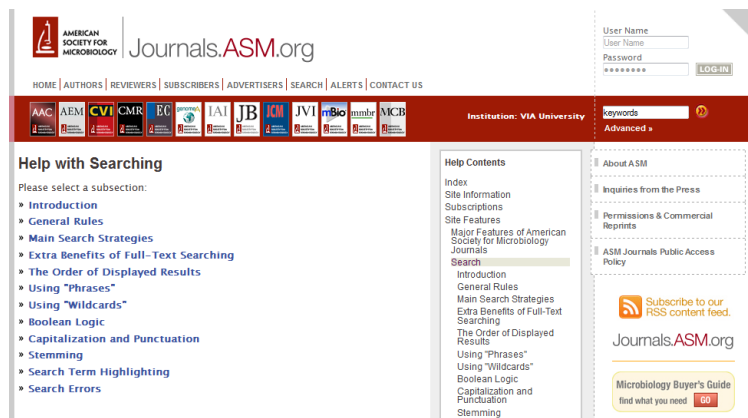 AMERICAN
SOCIETY FOR
MICROBIOLOGY
Journals.ASM.org
User Name
User Name
Password
LOG-IN
HOME AUTHORS REVIEWERS SUBSCRIBERS ADVERTISERS SEARCH ALERTS CONTACT US
AAC AEM CVI CMR EC IAI JB JCM JVI mBio mmbr MCB
Institution: VIA University
keywords
Advanced »
Help with Searching
Please select a subsection:
» Introduction
» General Rules
» Main Search Strategies
» Extra Benefits of Full-Text Searching
» The Order of Displayed Results
» Using "Phrases"
» Using "Wildcards"
» Boolean Logic
» Capitalization and Punctuation
» Stemming
» Search Term Highlighting
» Search Errors
Help Contents
Index
Site Information
Subscriptions
Site Features
Major Features of American
Society for Microbiology
Journals
Search
Introduction
General Rules
Main Search Strategies
Extra Benefits of Full-Text
Searching
The Order of Displayed
Results
Using "Phrases"
Using "Wildcards"
Boolean Logic
Capitalization and
Punctuation
Stemming
About ASM
Inquiries from the Press
Permissions & Commercial
Reprints
ASM Journals Public Access
Policy
Subscribe to our
RSS content feed.
Journals.ASM.org
Microbiology Buyer's Guide
find what you need GO